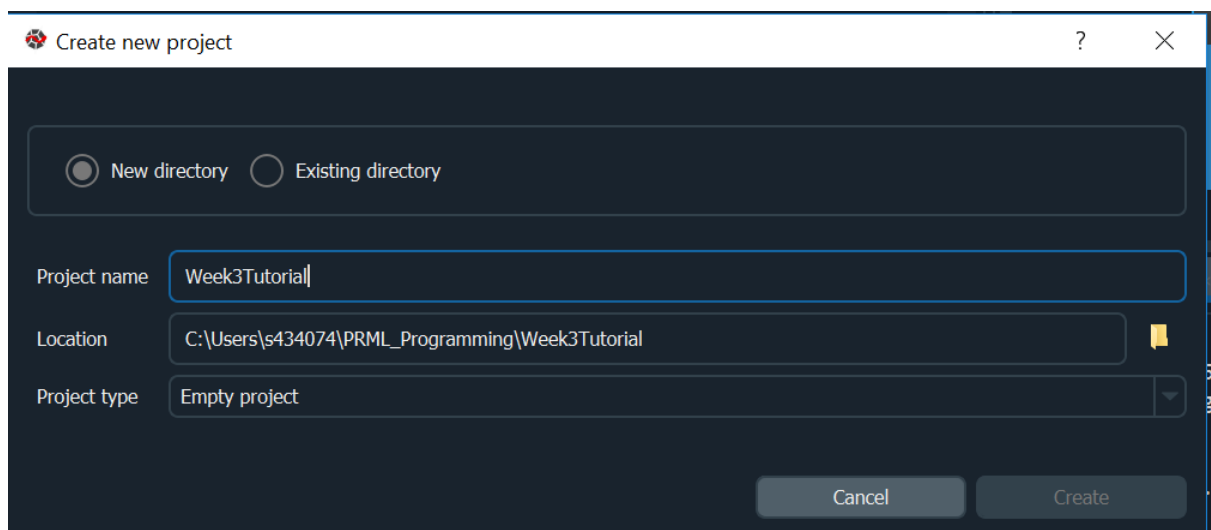 Create new project
?
New directory
Existing directory
Project name
Week3Tutorial
Location
C:\Users\s434074\PRML_Programming\Week3Tutorial
Project type
Empty project
Cancel
Create